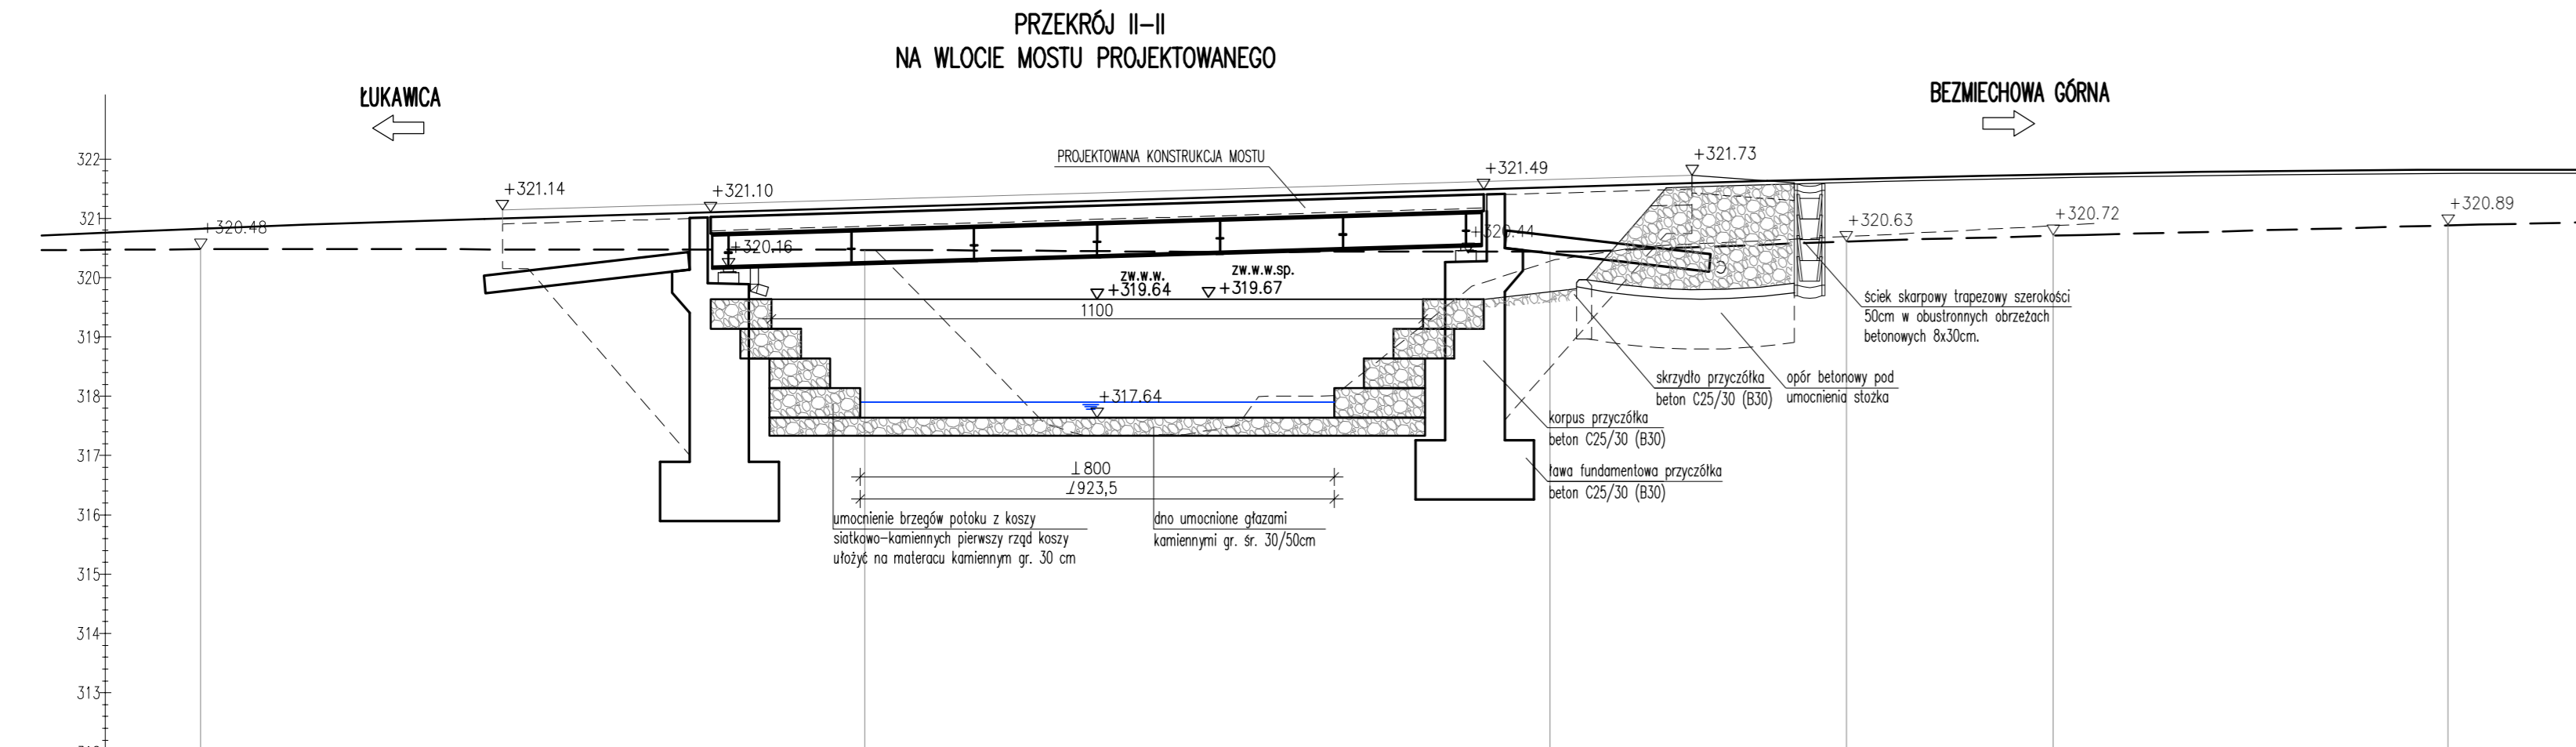 PRZEKRÓJ II–II
NA WLOCIE MOSTU PROJEKTOWANEGO
ŁUKAWICA
BEZMIECHOWA GÓRNA
PROJEKTOWANA KONSTRUKCJA MOSTU
322
321
320
319
318
317
316
315
314
313
+320.48
+321.14
+321.10
+320.16
+321.49
+320.44
+321.73
+320.63
+320.72
+320.89
zw.w.w.
+319.64
zw.w.w.sp.
+319.67
1100
+317.64
⊥800
∠923,5
umocnienie brzegów potoku z koszy
siatkowo–kamiennych pierwszy rząd koszy
ułożyć na materacu kamiennym gr. 30 cm
dno umocnione głazami
kamiennymi gr. śr. 30/50cm
korpus przyczółka
beton C25/30 (B30)
ława fundamentowa przyczółka
beton C25/30 (B30)
skrzydło przyczółka
beton C25/30 (B30)
opór betonowy pod
umocnienia stożka
ściek skarpowy trapezowy szerokości
50cm w obustronnych obrzeżach
betonowych 8x30cm.